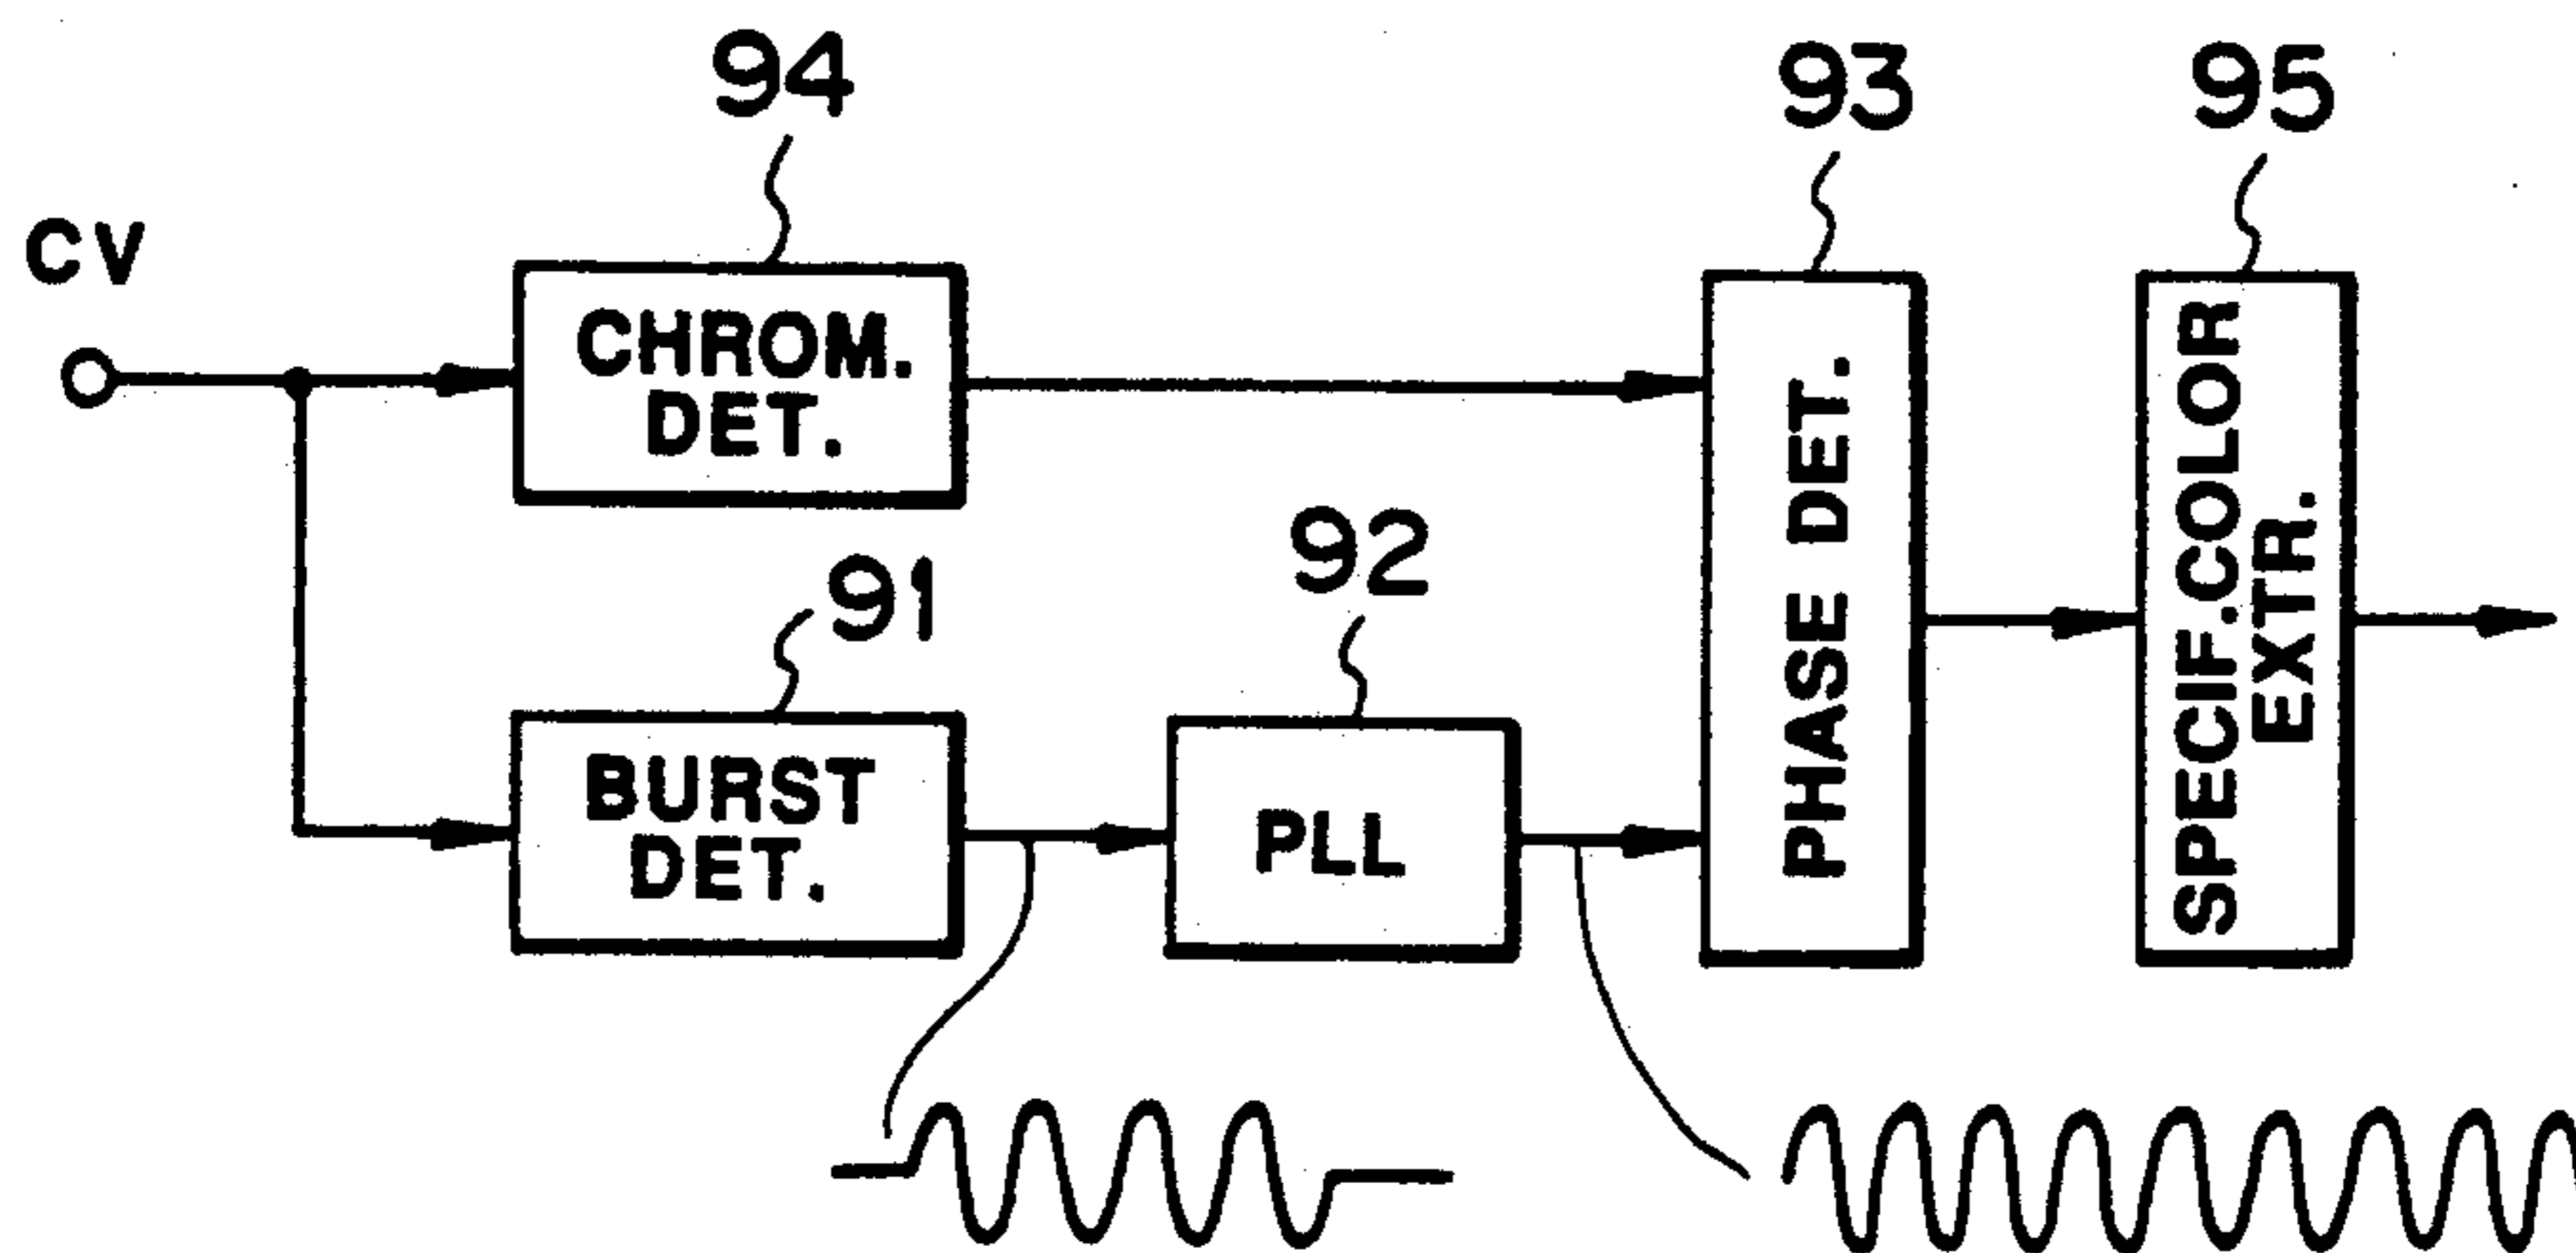 94
93
95
CV
CHROM.
DET.
91
92
BURST
DET.
PLL
PHASE DET.
SPECIF.COLOR
EXTR.